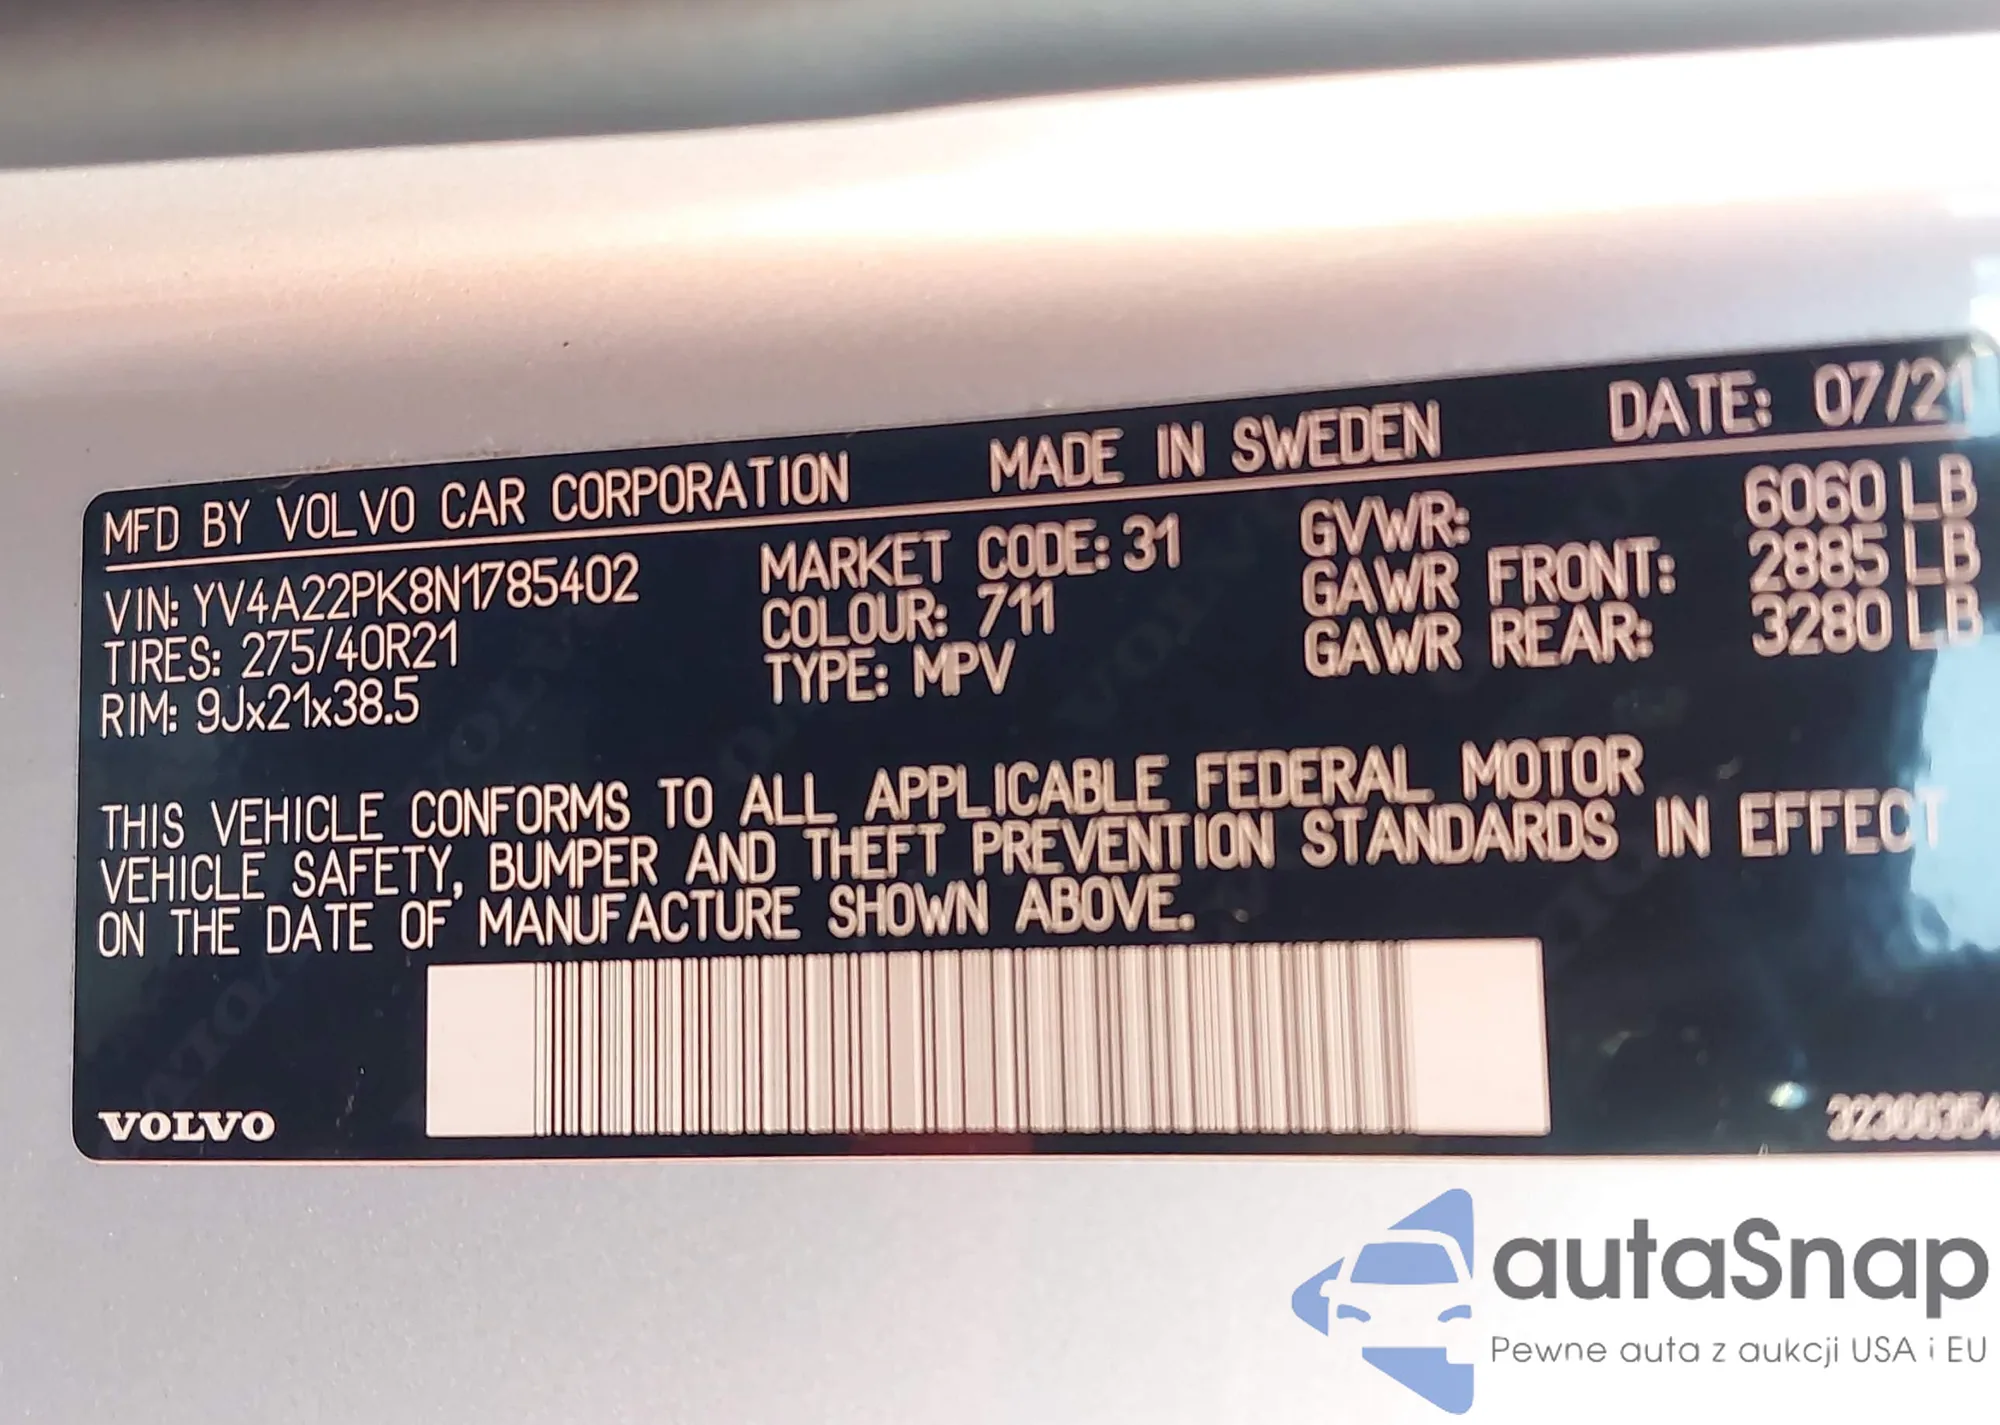 MFD BY VOLVO CAR CORPORATION MADE IN SWEDEN DATE: 07/21
VIN: YV4A22PK8N1785402 MARKET CODE: 31 GVWR: 6060 LB
TIRES: 275/40R21 COLOUR: 711 GAWR FRONT: 2885 LB
RIM: 9Jx21x38.5 TYPE: MPV GAWR REAR: 3280 LB
THIS VEHICLE CONFORMS TO ALL APPLICABLE FEDERAL MOTOR
VEHICLE SAFETY, BUMPER AND THEFT PREVENTION STANDARDS IN EFFECT
ON THE DATE OF MANUFACTURE SHOWN ABOVE.
VOLVO
autaSnap
Pewne auta z aukcji USA i EU